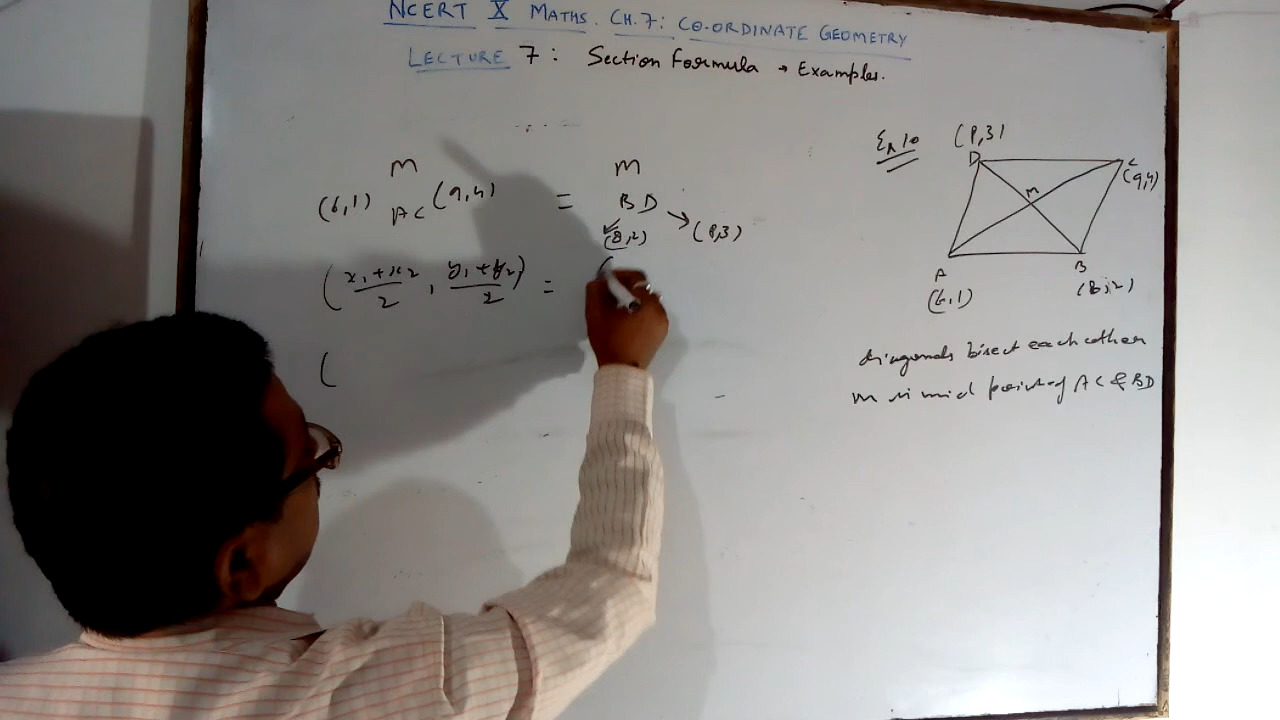 NCERT X MATHS. CH.7: CO-ORDINATE GEOMETRY
LECTURE 7: Section Formula → Examples.
M M
(6,1) AC (9,4) = BD → (P,3)
(8,2)
(x₁+x₂/2, y₁+y₂/2) = (
(
Ex 10
(P,3)
D C
(9,4)
M
A B
(6,1) (8,2)
diagonals bisect each other
M is mid point of AC & BD